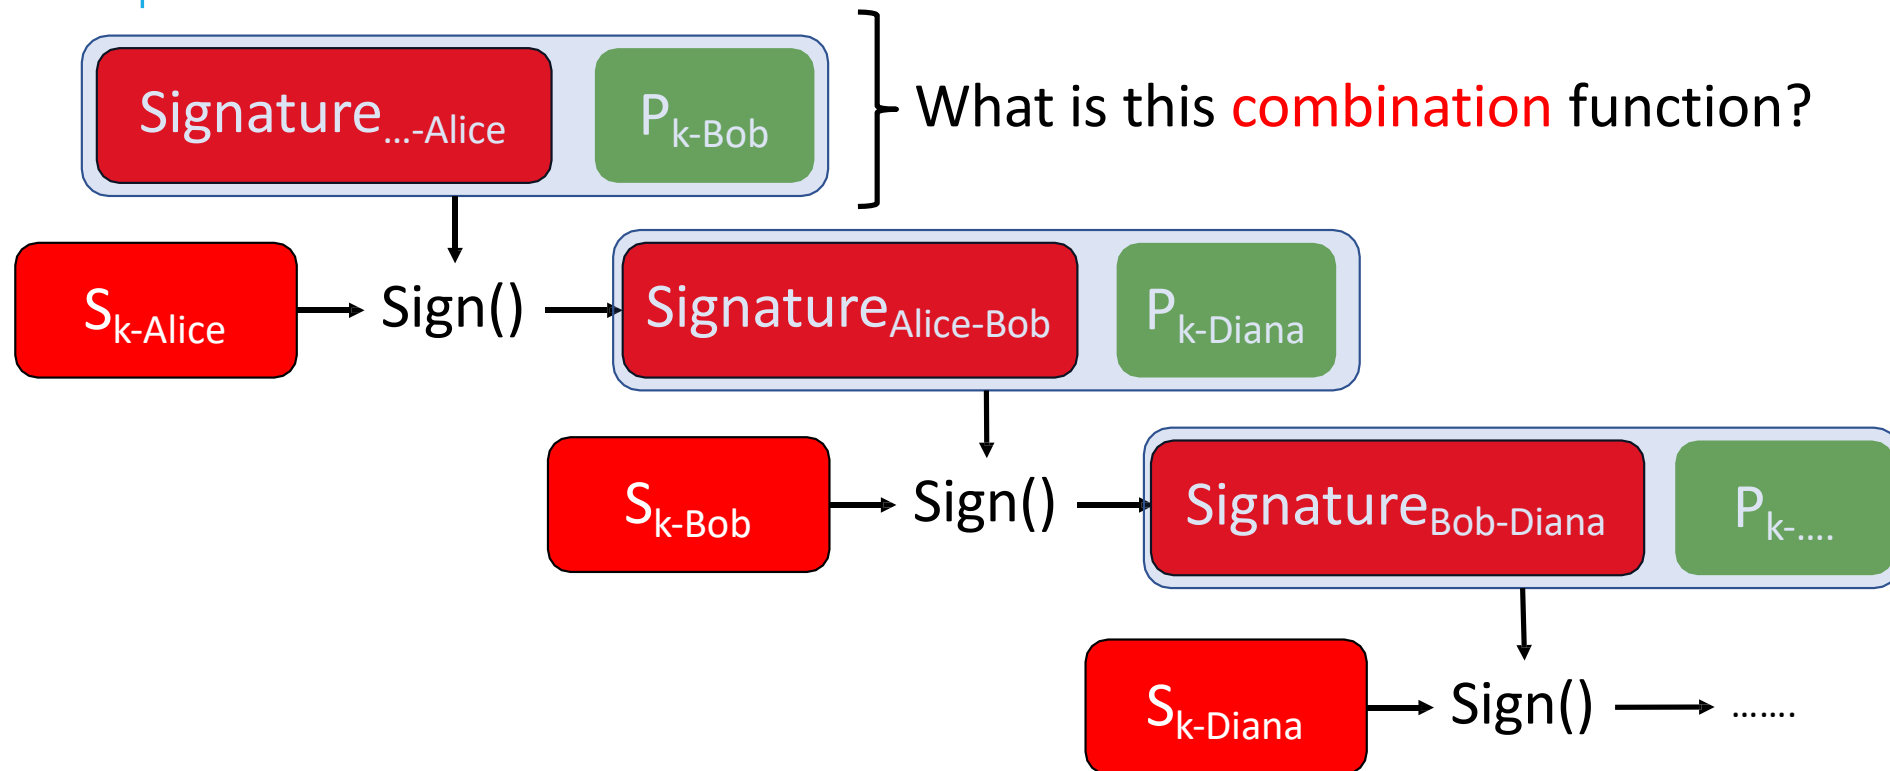 Signature...-Alice
Pk-Bob
What is this combination function?
Sk-Alice
Sign()
SignatureAlice-Bob
Pk-Diana
Sk-Bob
Sign()
SignatureBob-Diana
Pk-....
Sk-Diana
Sign()
.......